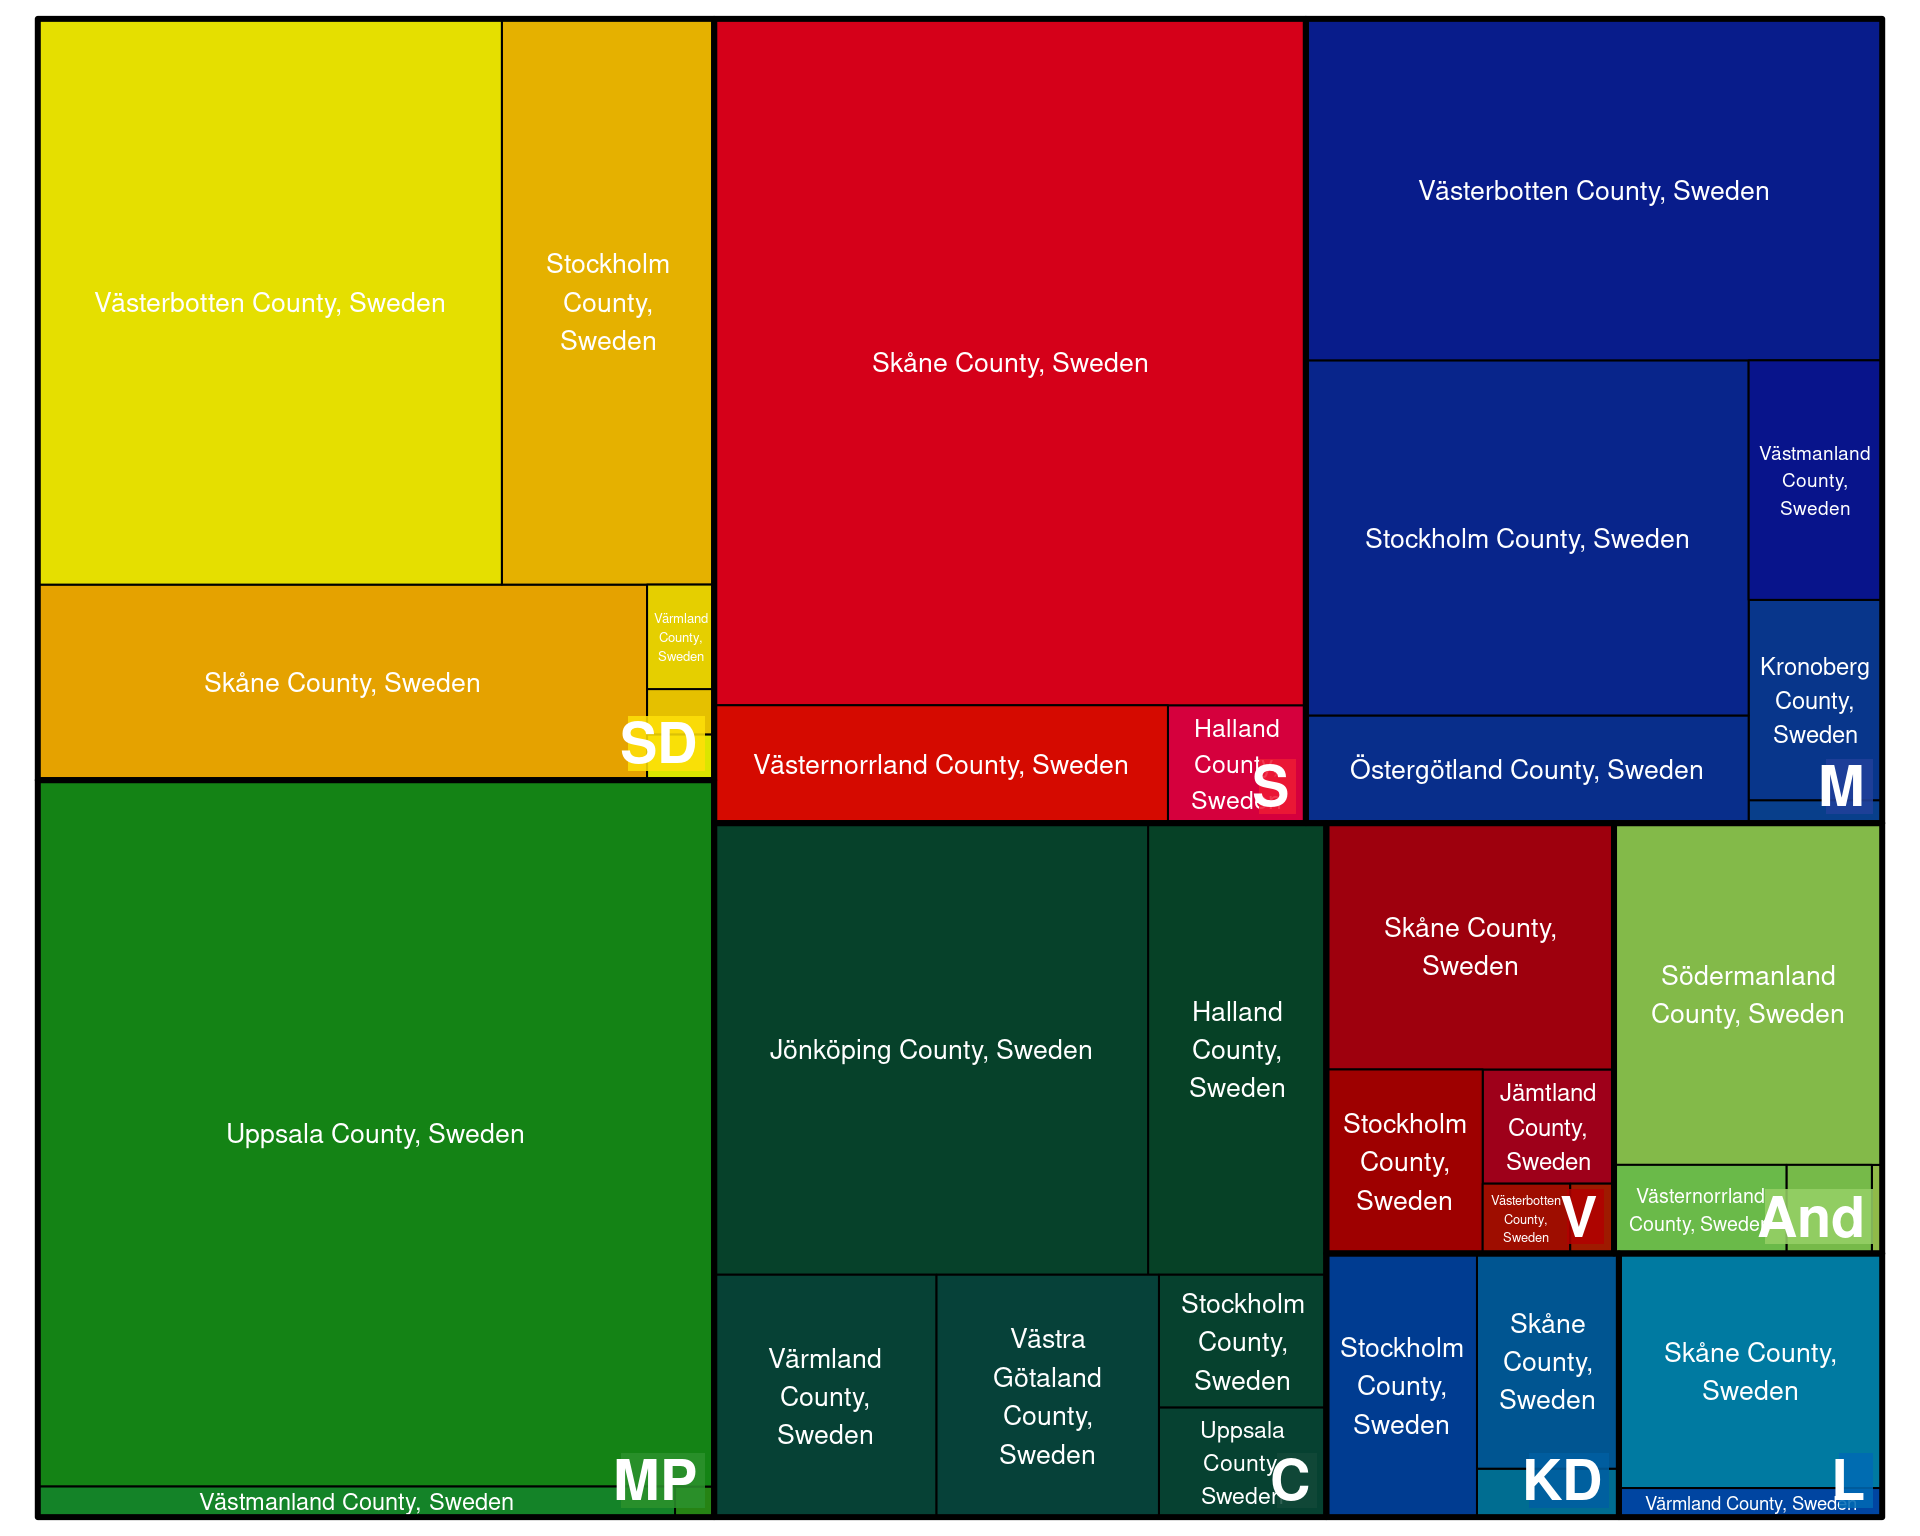 Västerbotten County, Sweden
Stockholm
County,
Sweden
Skåne County, Sweden
Värmland
County,
Sweden
SD
Uppsala County, Sweden
Västmanland County, Sweden
MP
Skåne County, Sweden
Västernorrland County, Sweden
Halland
County,
Sweden
S
Västerbotten County, Sweden
Stockholm County, Sweden
Västmanland
County,
Sweden
Kronoberg
County,
Sweden
Östergötland County, Sweden
M
Jönköping County, Sweden
Halland
County,
Sweden
Värmland
County,
Sweden
Västra
Götaland
County,
Sweden
Stockholm
County,
Sweden
Uppsala
County,
Sweden
C
Skåne County,
Sweden
Stockholm
County,
Sweden
Jämtland
County,
Sweden
Västerbotten
County,
Sweden
V
Södermanland
County, Sweden
Västernorrland
County, Sweden
And
Stockholm
County,
Sweden
Skåne
County,
Sweden
KD
Skåne County,
Sweden
Värmland County, Sweden
L